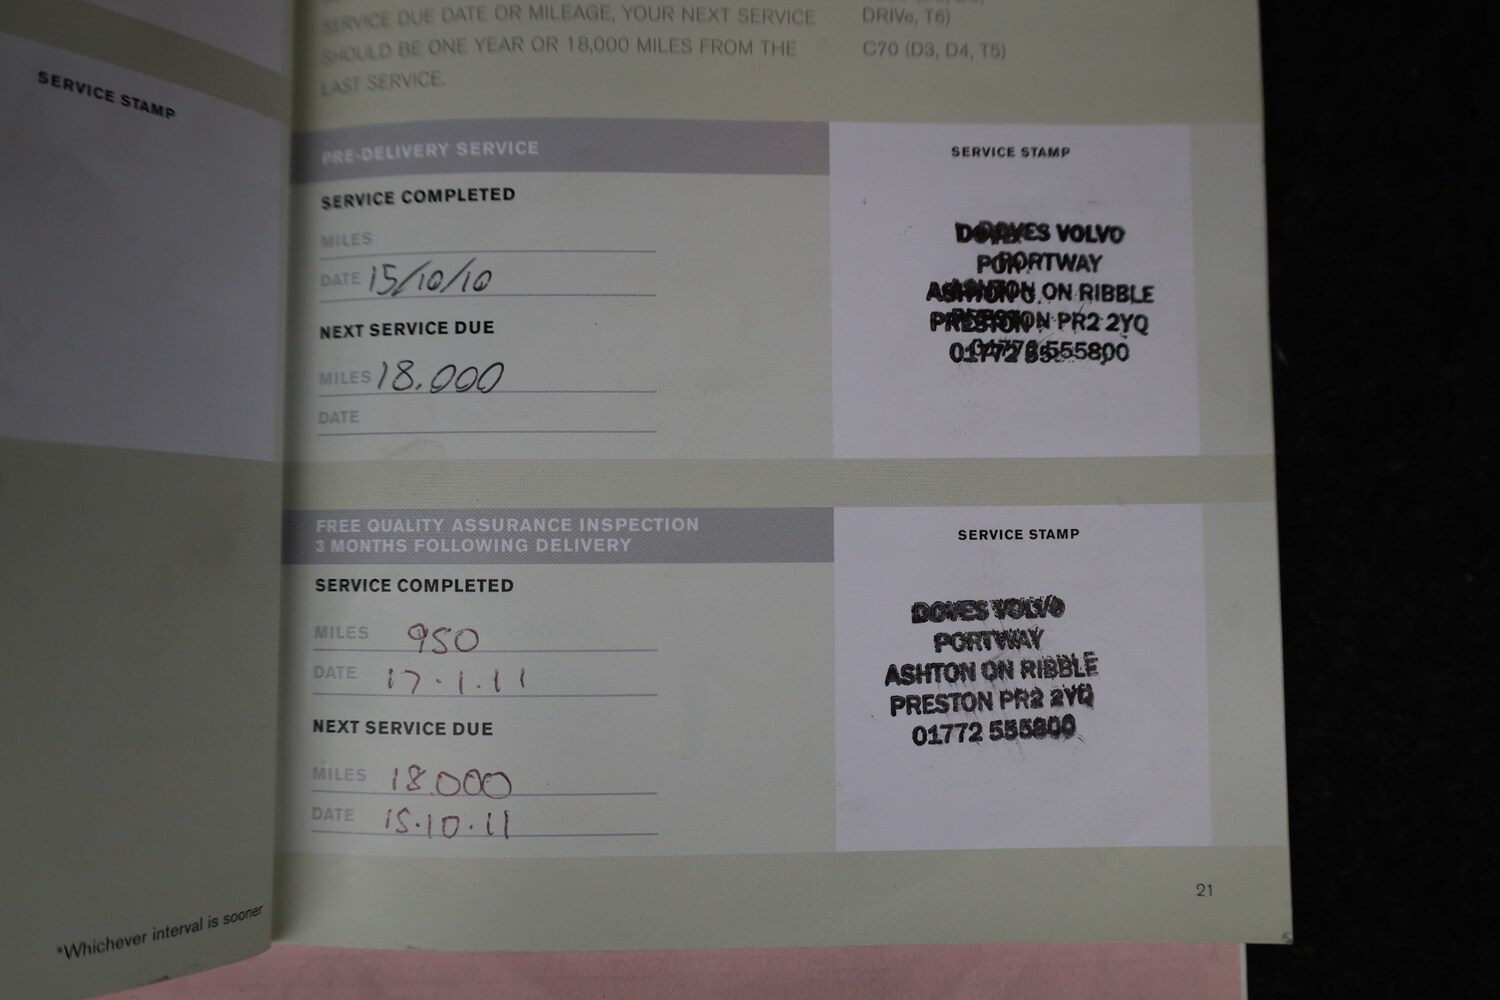 SERVICE STAMP
*Whichever interval is sooner
SERVICE DUE DATE OR MILEAGE, YOUR NEXT SERVICE
SHOULD BE ONE YEAR OR 18,000 MILES FROM THE
LAST SERVICE.
DRIVe, T6)
C70 (D3, D4, T5)
PRE-DELIVERY SERVICE
SERVICE COMPLETED
MILES
DATE 15/10/10
NEXT SERVICE DUE
MILES 18.000
DATE
SERVICE STAMP
DOVES VOLVO
PORTWAY
ASHTON ON RIBBLE
PRESTON PR2 2YQ
01772 555800
FREE QUALITY ASSURANCE INSPECTION
3 MONTHS FOLLOWING DELIVERY
SERVICE COMPLETED
MILES 950
DATE 17.1.11
NEXT SERVICE DUE
MILES 18.000
DATE 15.10.11
SERVICE STAMP
DOVES VOLVO
PORTWAY
ASHTON ON RIBBLE
PRESTON PR2 2YQ
01772 555800
21